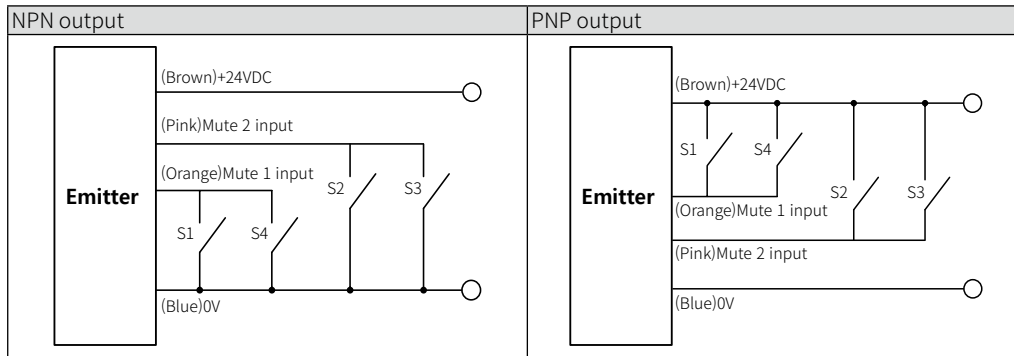 NPN output
(Brown)+24VDC
(Pink)Mute 2 input
(Orange)Mute 1 input
Emitter
S2
S3
S1
S4
(Blue)0V
PNP output
(Brown)+24VDC
S1
S4
Emitter
S2
S3
(Orange)Mute 1 input
(Pink)Mute 2 input
(Blue)0V